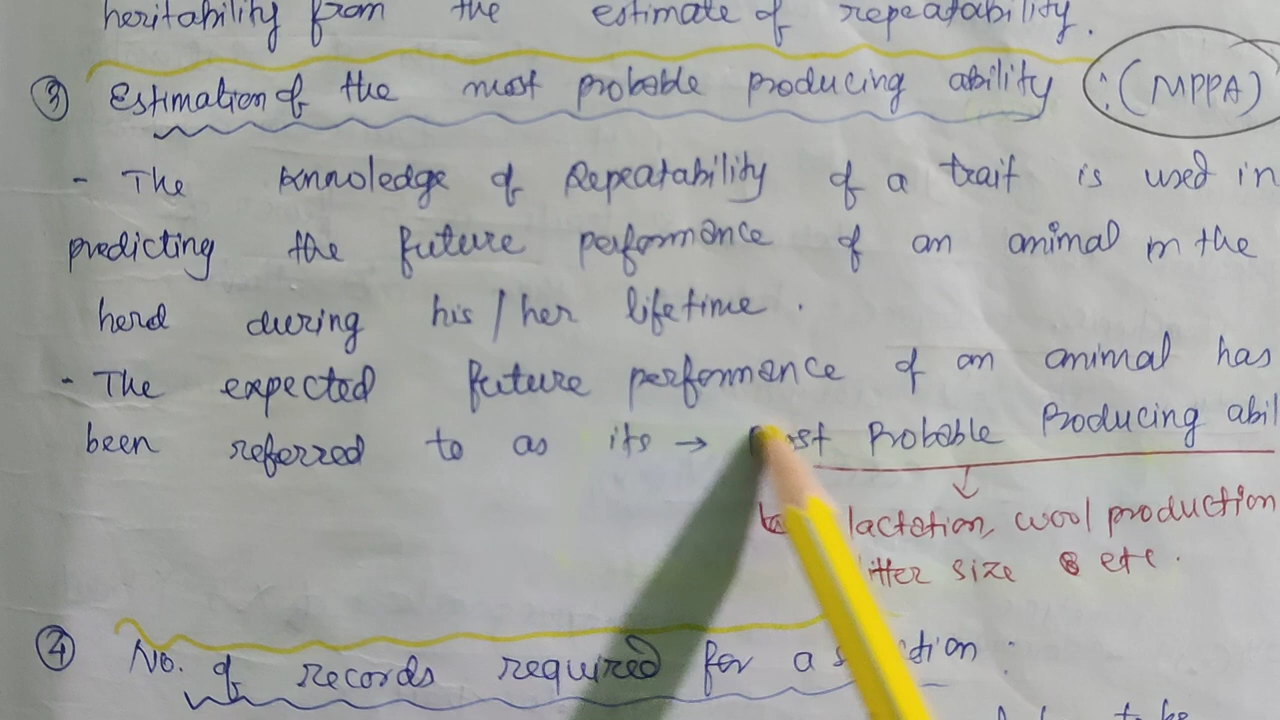 heritability from the estimate of repeatability.
③ Estimation of the most probable producing ability : (MPPA)
- The knowledge of Repeatability of a trait is used in
predicting the future performance of an animal in the
herd during his/her lifetime.
- The expected future performance of an animal has
been referred to as its → Probable Producing abil
↓
lactation, wool production
itter size etc.
④ No. of records required for a
to be